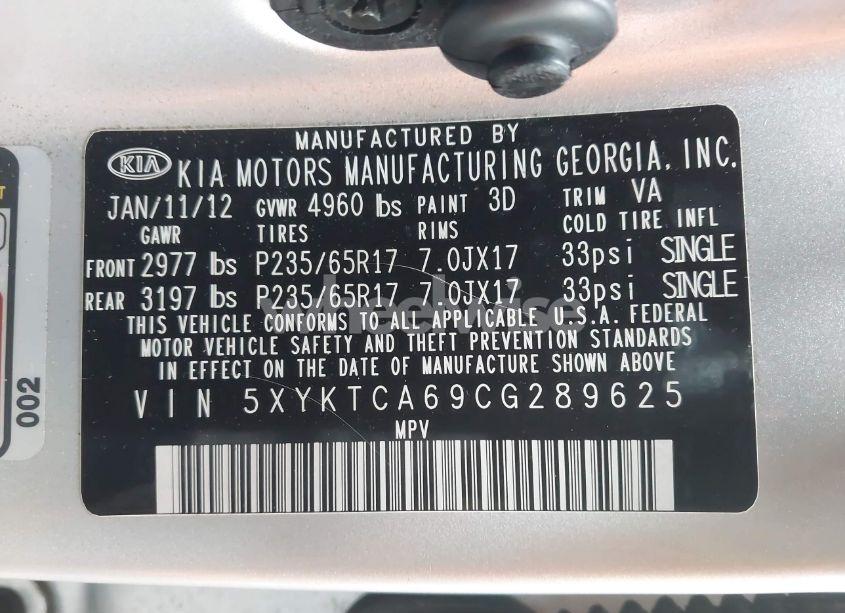 MANUFACTURED BY
KIA KIA MOTORS MANUFACTURING GEORGIA, INC.
JAN/11/12 GVWR 4960 lbs PAINT 3D TRIM VA
GAWR TIRES RIMS COLD TIRE INFL
FRONT 2977 lbs P235/65R17 7.0JX17 33psi SINGLE
REAR 3197 lbs P235/65R17 7.0JX17 33psi SINGLE
THIS VEHICLE CONFORMS TO ALL APPLICABLE U.S.A. FEDERAL
MOTOR VEHICLE SAFETY AND THEFT PREVENTION STANDARDS
IN EFFECT ON THE DATE OF MANUFACTURE SHOWN ABOVE
VIN 5XYKTCA69CG289625
MPV
002